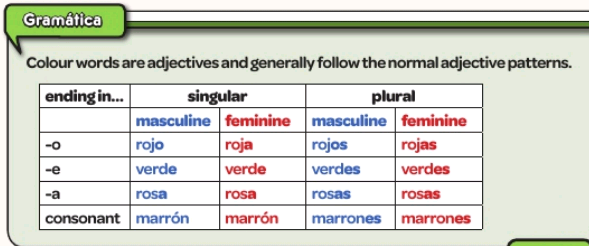 Gramática
Colour words are adjectives and generally follow the normal adjective patterns.
ending in... singular plural
masculine feminine masculine feminine
-o rojo roja rojos rojas
-e verde verde verdes verdes
-a rosa rosa rosas rosas
consonant marrón marrón marrones marrones